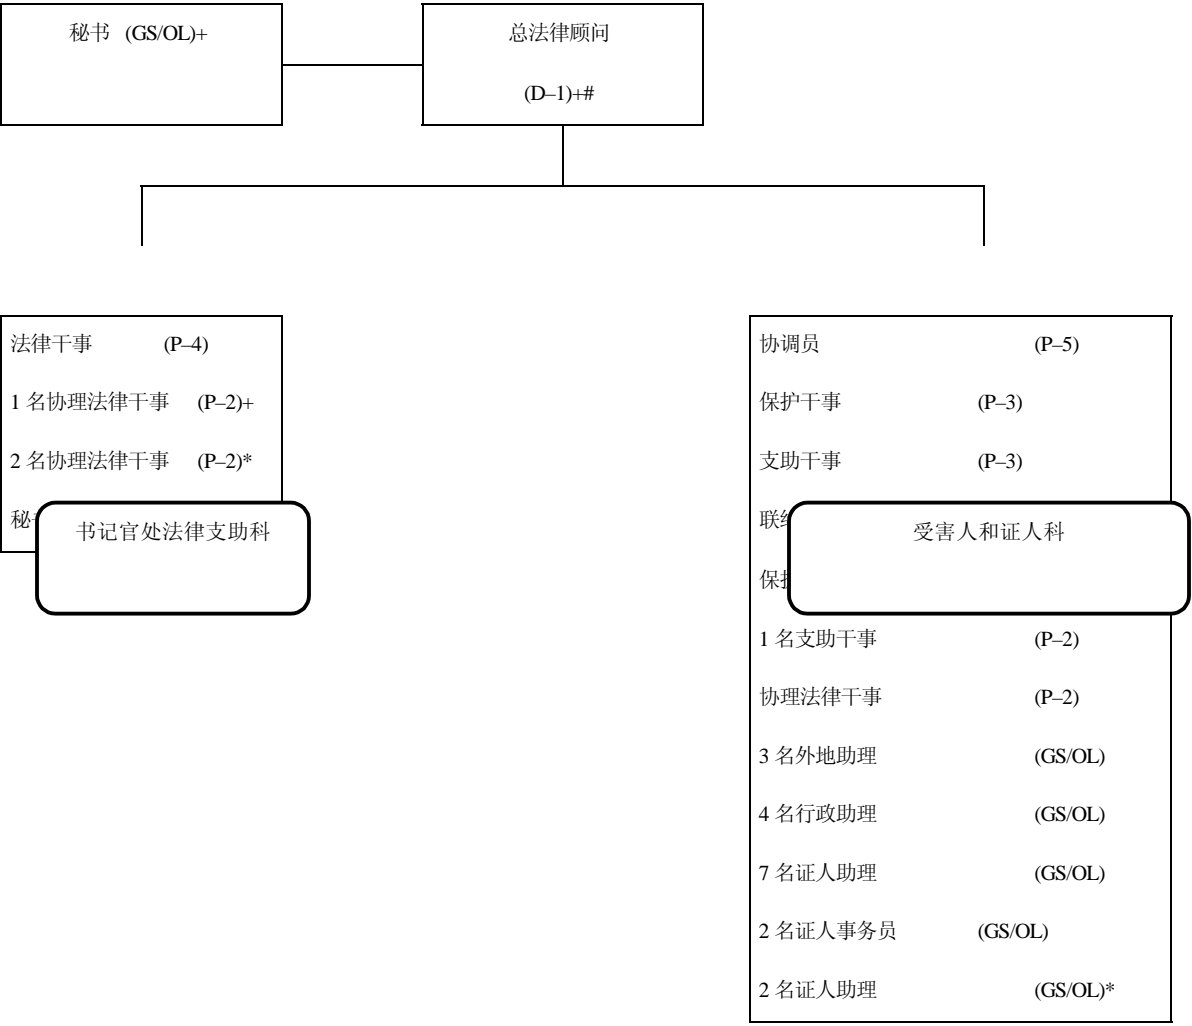 秘书 (GS/OL)+
总法律顾问
(D–1)+#
法律干事 (P–4)
1 名协理法律干事 (P–2)+
2 名协理法律干事 (P–2)*
秘
书记官处法律支助科
协调员 (P–5)
保护干事 (P–3)
支助干事 (P–3)
联
保
受害人和证人科
1 名支助干事 (P–2)
协理法律干事 (P–2)
3 名外地助理 (GS/OL)
4 名行政助理 (GS/OL)
7 名证人助理 (GS/OL)
2 名证人事务员 (GS/OL)
2 名证人助理 (GS/OL)*